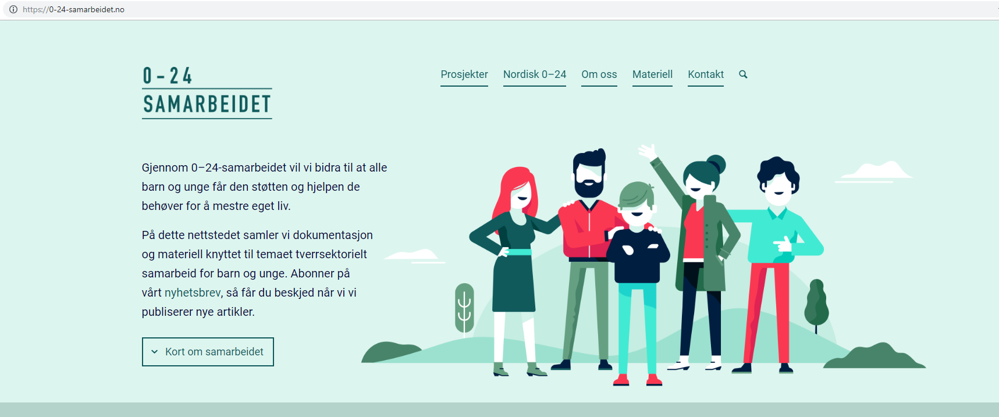 https://0-24-samarbeidet.no
0-24
SAMARBEIDET
Prosjekter Nordisk 0–24 Om oss Materiell Kontakt
Gjennom 0–24-samarbeidet vil vi bidra til at alle
barn og unge får den støtten og hjelpen de
behøver for å mestre eget liv.
På dette nettstedet samler vi dokumentasjon
og materiell knyttet til temaet tverrsektorielt
samarbeid for barn og unge. Abonner på
vårt nyhetsbrev, så får du beskjed når vi vi
publiserer nye artikler.
Kort om samarbeidet